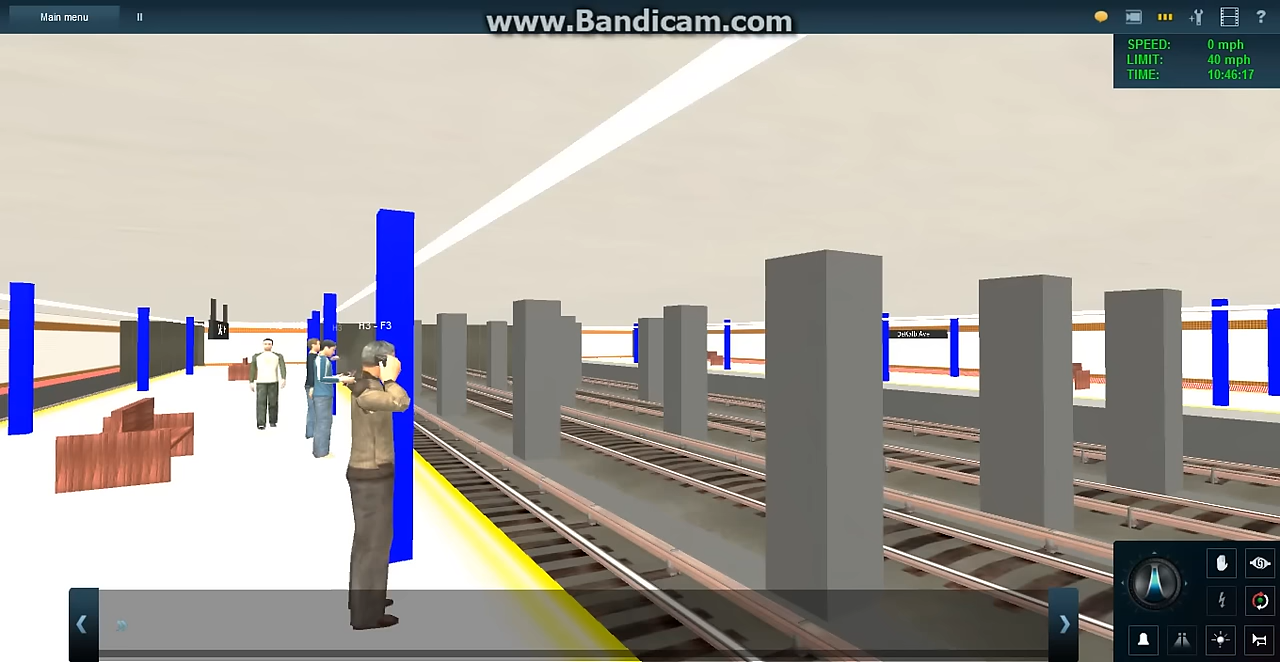 Main menu
www.Bandicam.com
?
SPEED: 0 mph
LIMIT: 40 mph
TIME: 10:46:17
H3 - F3
H3
DeKalb Ave